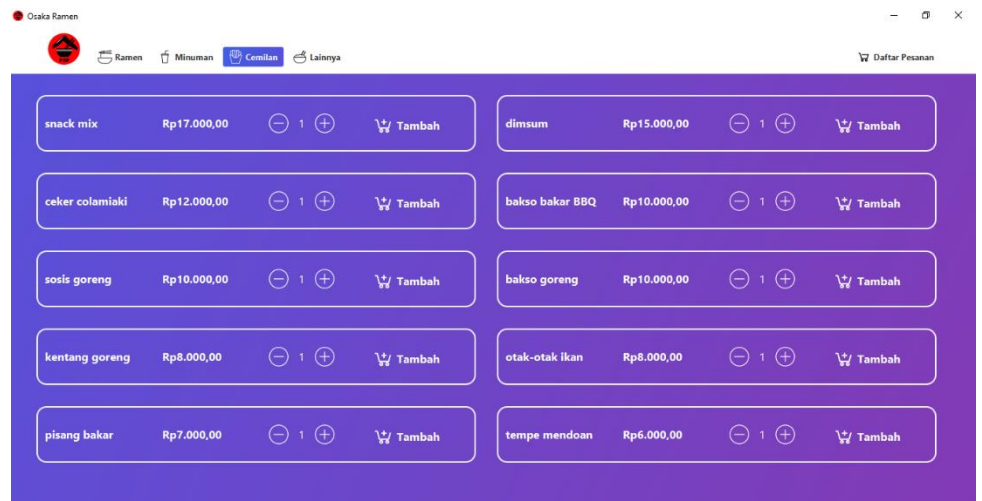 Osaka Ramen
Ramen Minuman Cemilan Lainnya Daftar Pesanan
snack mix Rp17.000,00 1 Tambah
dimsum Rp15.000,00 1 Tambah
ceker colamiaki Rp12.000,00 1 Tambah
bakso bakar BBQ Rp10.000,00 1 Tambah
sosis goreng Rp10.000,00 1 Tambah
bakso goreng Rp10.000,00 1 Tambah
kentang goreng Rp8.000,00 1 Tambah
otak-otak ikan Rp8.000,00 1 Tambah
pisang bakar Rp7.000,00 1 Tambah
tempe mendoan Rp6.000,00 1 Tambah